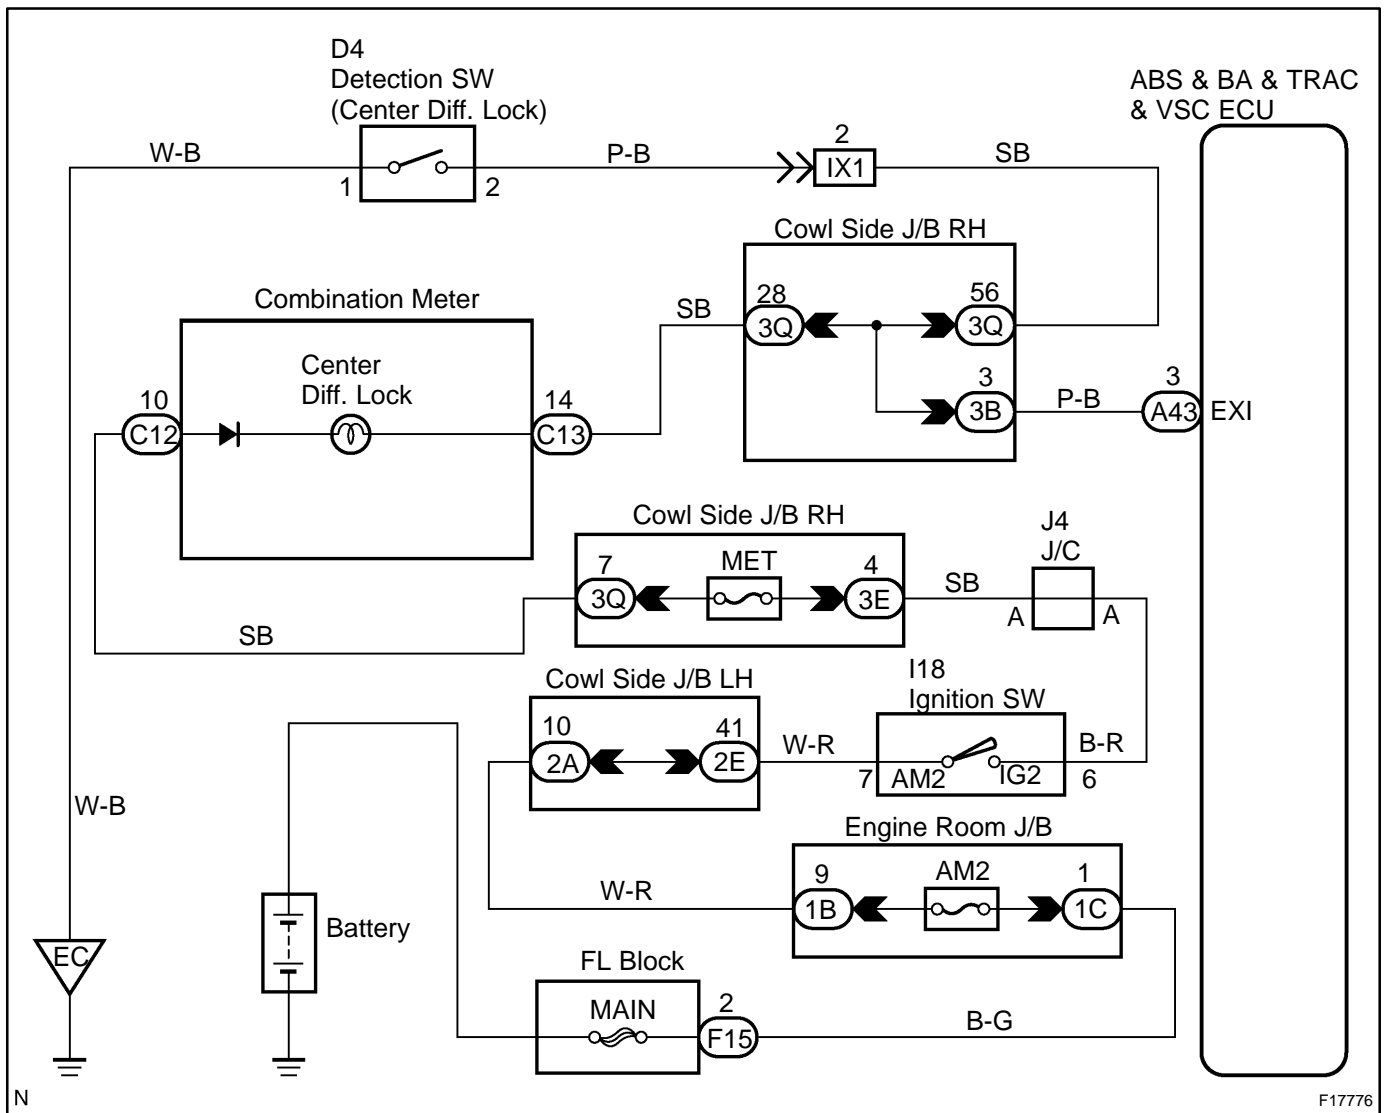 D4
Detection SW
(Center Diff. Lock)
ABS & BA & TRAC
& VSC ECU
W-B
1
2
P-B
2
IX1
SB
Cowl Side J/B RH
28
3Q
56
3Q
3
3B
P-B
3
A43
EXI
SB
Combination Meter
Center
Diff. Lock
10
C12
14
C13
Cowl Side J/B RH
7
3Q
MET
4
3E
SB
J4
J/C
A
A
SB
Cowl Side J/B LH
10
2A
41
2E
W-R
I18
Ignition SW
7
AM2
IG2
B-R
6
W-B
Engine Room J/B
9
1B
AM2
1
1C
W-R
Battery
EC
FL Block
MAIN
2
F15
B-G
N
F17776